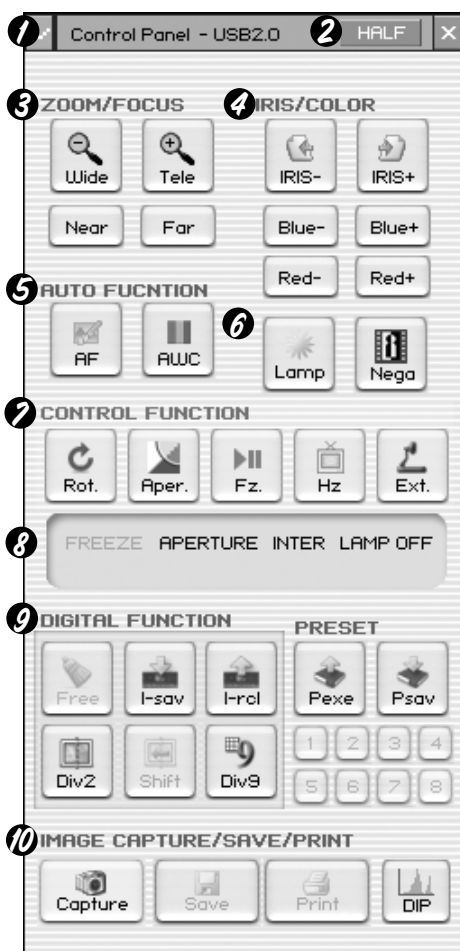 1 Control Panel - USB2.0 2 HALF ×
3 ZOOM/FOCUS 4 IRIS/COLOR
Wide Tele IRIS- IRIS+
Near Far Blue- Blue+
Red- Red+
5 AUTO FUCNTION 6
AF AWC Lamp Nega
7 CONTROL FUNCTION
Rot. Aper. Fz. Hz Ext.
8 FREEZE APERTURE INTER LAMP OFF
9 DIGITAL FUNCTION PRESET
Free I-sav I-rcl Pexe Psav
1 2 3 4
Div2 Shift 9 Div9
5 6 7 8
10 IMAGE CAPTURE/SAVE/PRINT
Capture Save Print DIP